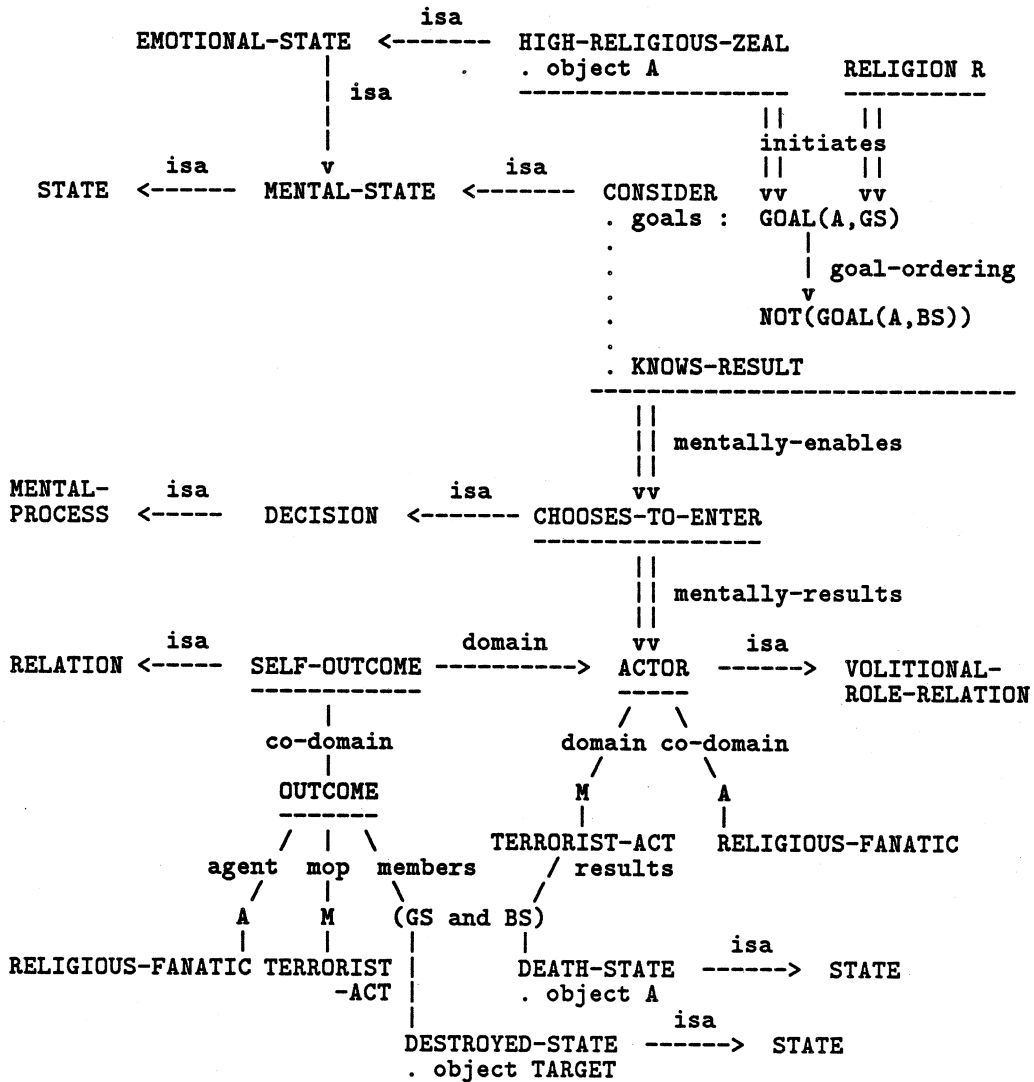 isa
EMOTIONAL-STATE <------- HIGH-RELIGIOUS-ZEAL
| . . object A RELIGION R
| isa ------------------- ----------
| || ||
| initiates
isa v isa || ||
STATE <------ MENTAL-STATE <------- CONSIDER vv vv
. goals : GOAL(A,GS)
. |
. | goal-ordering
. v
. NOT(GOAL(A,BS))
.
. KNOWS-RESULT
------------------------------
||
|| mentally-enables
||
MENTAL- isa isa vv
PROCESS <----- DECISION <------- CHOOSES-TO-ENTER
----------------
||
|| mentally-results
||
isa domain vv isa
RELATION <------ SELF-OUTCOME -----------> ACTOR ------> VOLITIONAL-
------------ ----- ROLE-RELATION
| / \
co-domain domain co-domain
| / \
OUTCOME M A
------- | |
/ | \ TERRORIST-ACT RELIGIOUS-FANATIC
agent mop members / results
/ | \ /
A M (GS and BS)
| | | | isa
RELIGIOUS-FANATIC TERRORIST | DEATH-STATE ------> STATE
-ACT | . object A
| isa
DESTROYED-STATE -------> STATE
. object TARGET